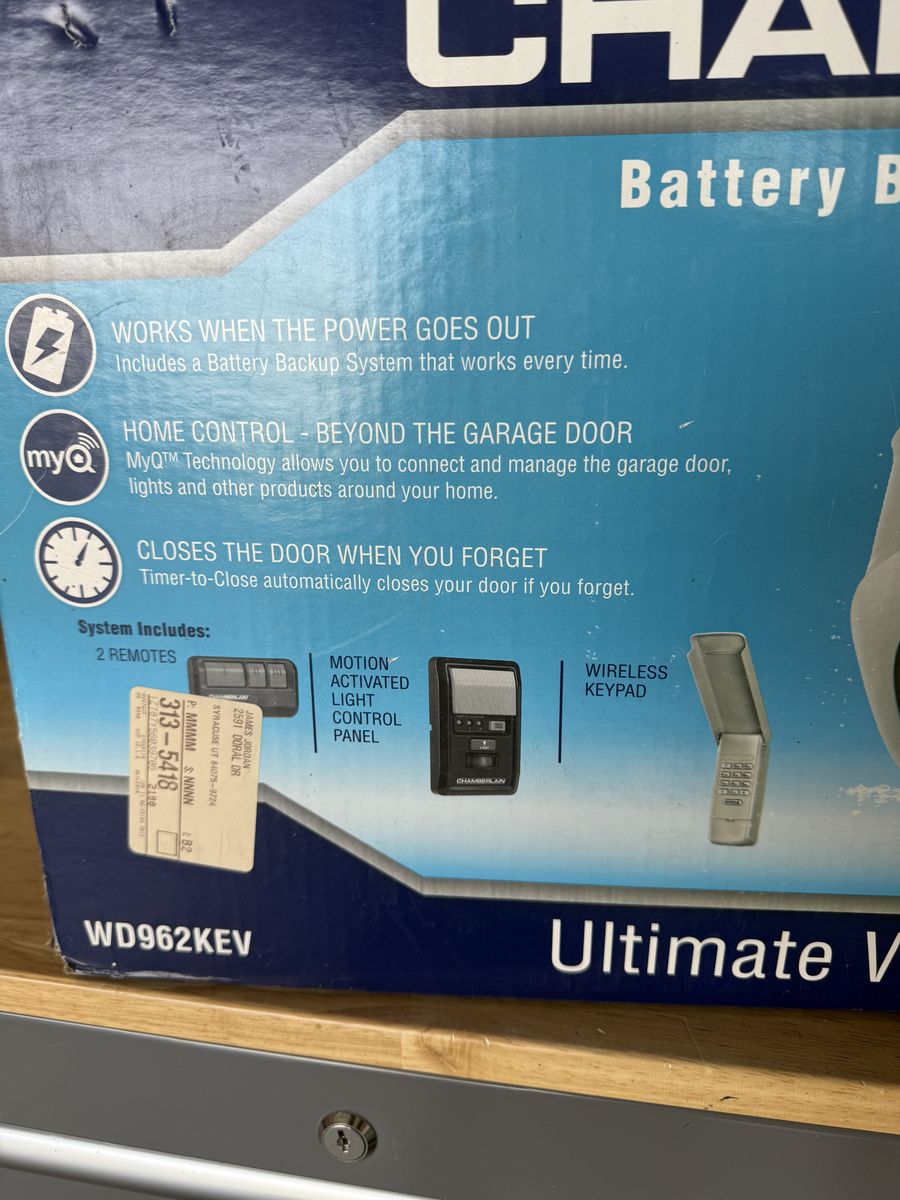 CHA
Battery B
WORKS WHEN THE POWER GOES OUT
Includes a Battery Backup System that works every time.
myQ
HOME CONTROL - BEYOND THE GARAGE DOOR
MyQ™ Technology allows you to connect and manage the garage door,
lights and other products around your home.
CLOSES THE DOOR WHEN YOU FORGET
Timer-to-Close automatically closes your door if you forget.
System Includes:
2 REMOTES
CHAMBERLAIN
MOTION
ACTIVATED
LIGHT
CONTROL
PANEL
LIGHT
CHAMBERLAIN
WIRELESS
KEYPAD
JAMES JORDAN
2591 DORAL DR
SYRACUSE UT 84075-9724
P: MMMM S: NNNN
313-5418
WD962KEV
Ultimate V